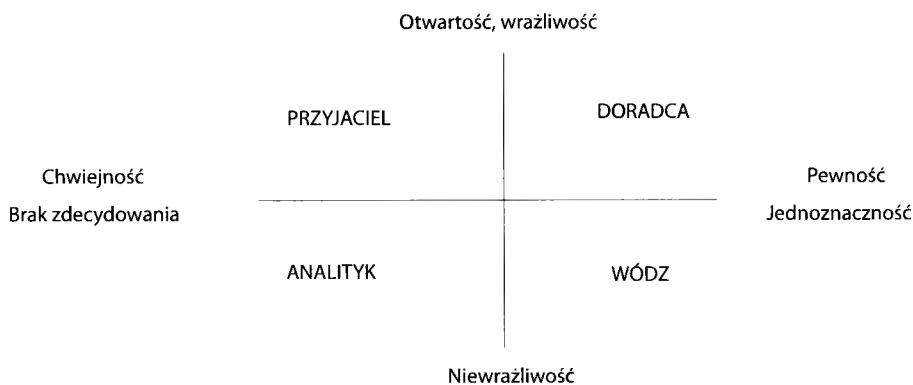 Otwartość, wrażliwość
PRZYJACIEL
DORADCA
Chwiejność
Brak zdecydowania
Pewność
Jednoznaczność
ANALITYK
WÓDZ
Niewrażliwość